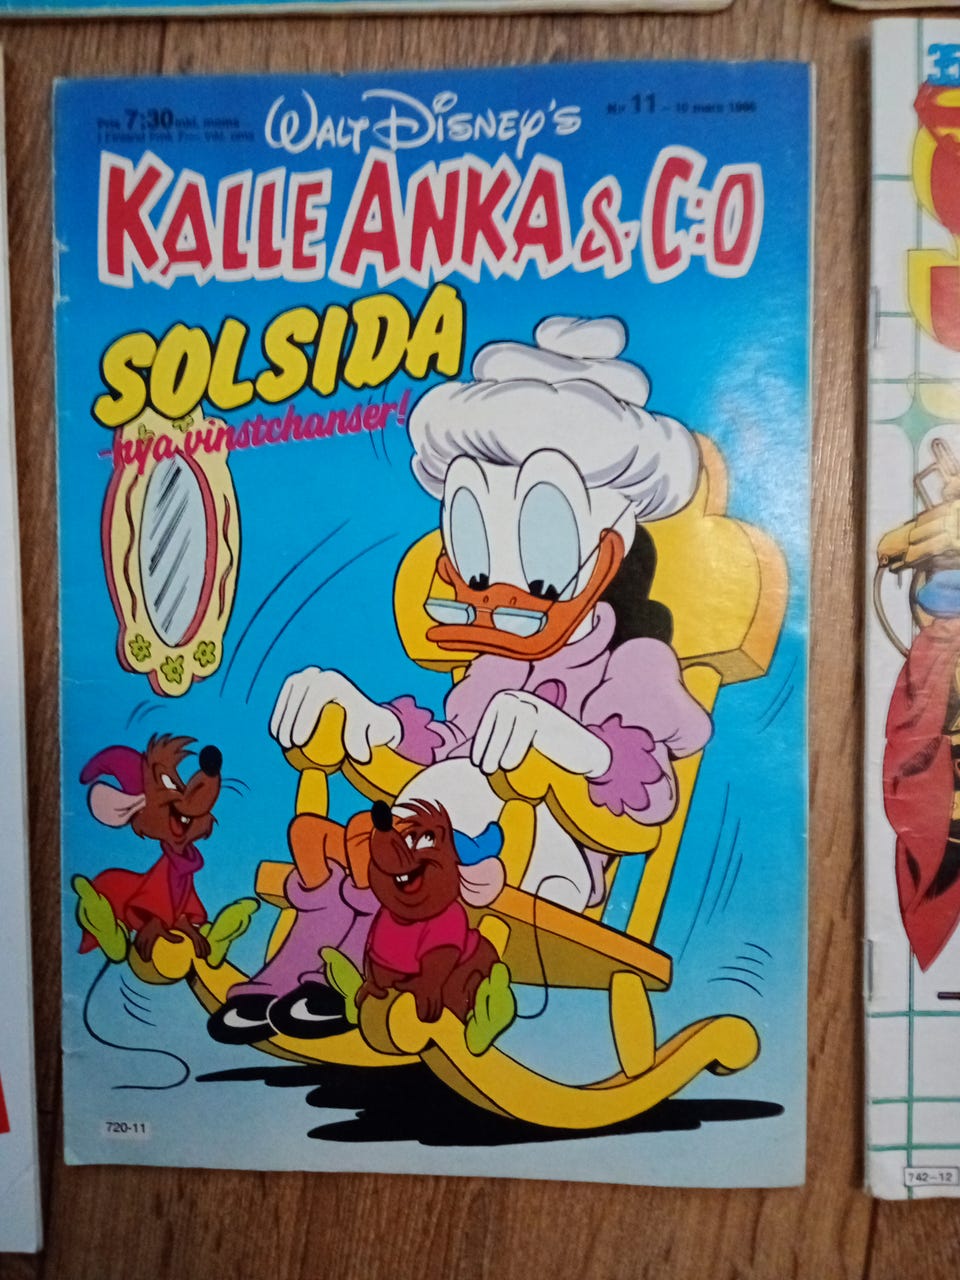 Pris 7:30 inkl. moms
WALT DISNEY'S
Nr 11 – 10 mars 1986
KALLE ANKA & C:O
SOLSIDA
-nya vinstchanser!
720-11
35
742-12